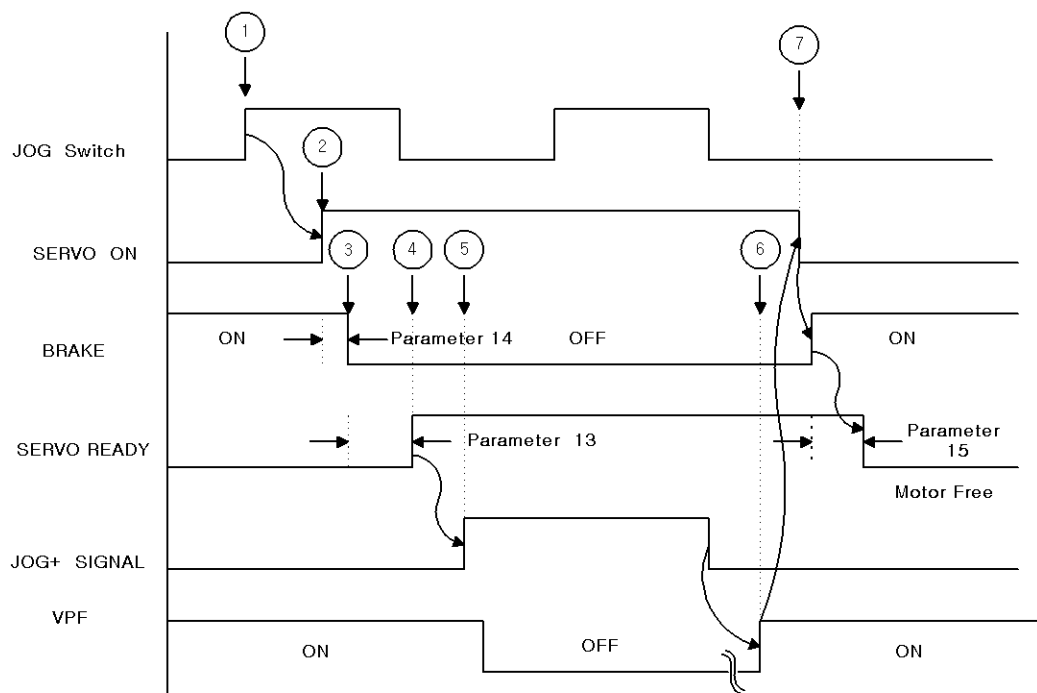 1
7
JOG Switch
2
SERVO ON
3
4
5
6
BRAKE
ON
Parameter 14
OFF
ON
SERVO READY
Parameter 13
Parameter
15
Motor Free
JOG+ SIGNAL
VPF
ON
OFF
ON